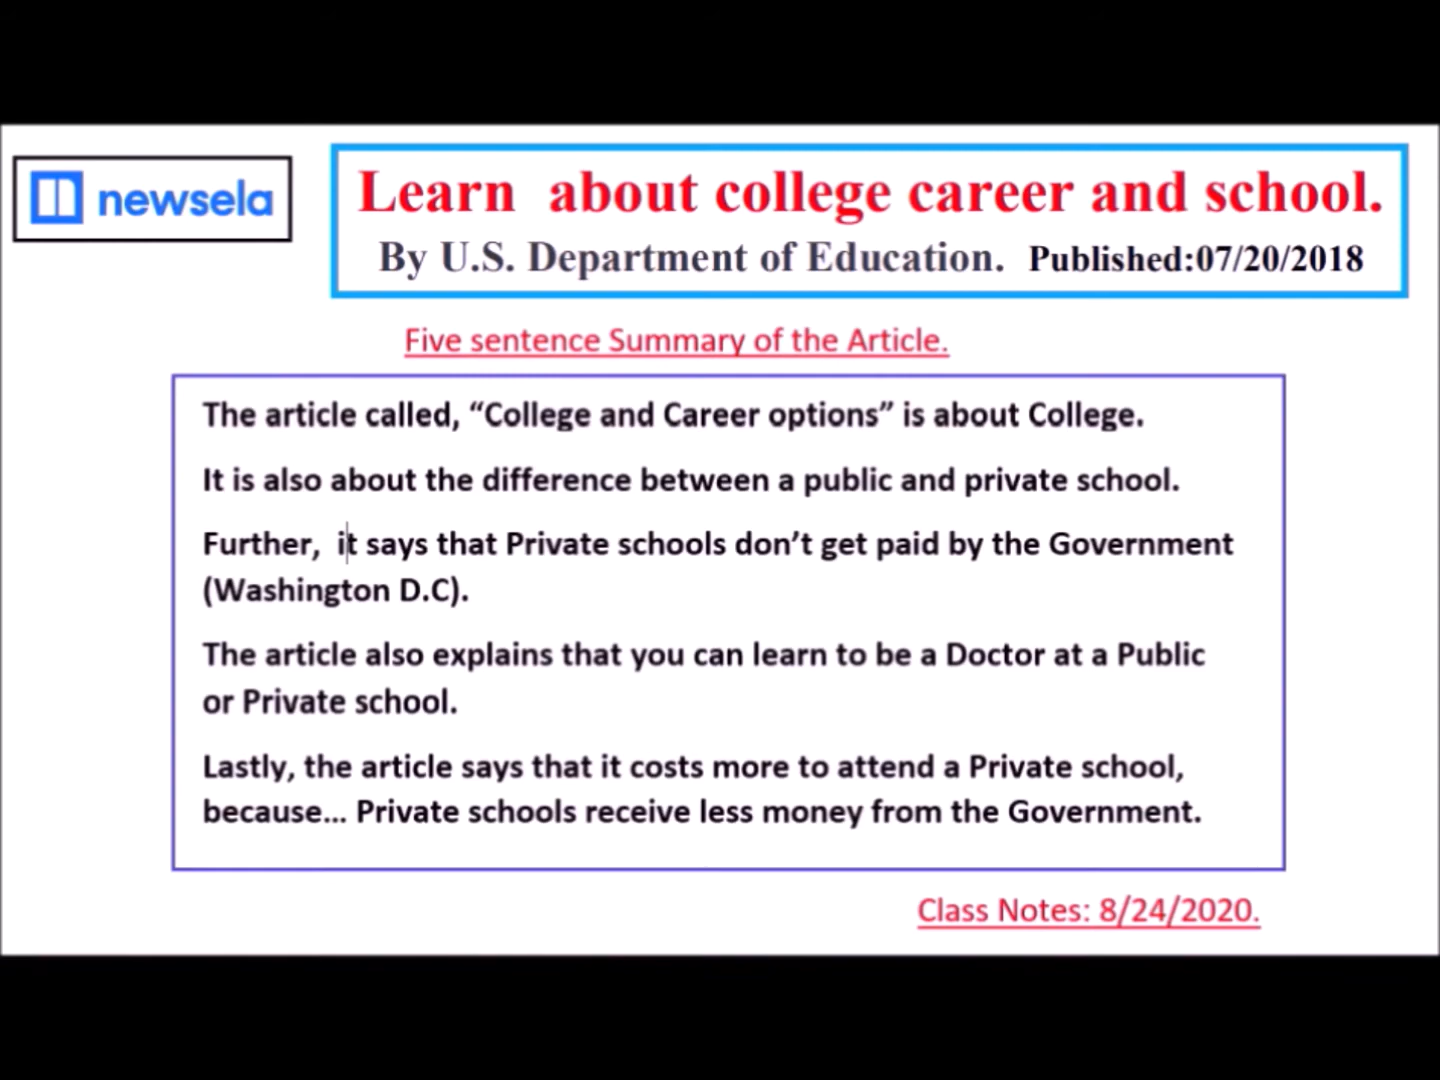 newsela
Learn about college career and school.
By U.S. Department of Education. Published:07/20/2018
Five sentence Summary of the Article.
The article called, “College and Career options” is about College.
It is also about the difference between a public and private school.
Further, it says that Private schools don’t get paid by the Government
(Washington D.C).
The article also explains that you can learn to be a Doctor at a Public
or Private school.
Lastly, the article says that it costs more to attend a Private school,
because... Private schools receive less money from the Government.
Class Notes: 8/24/2020.